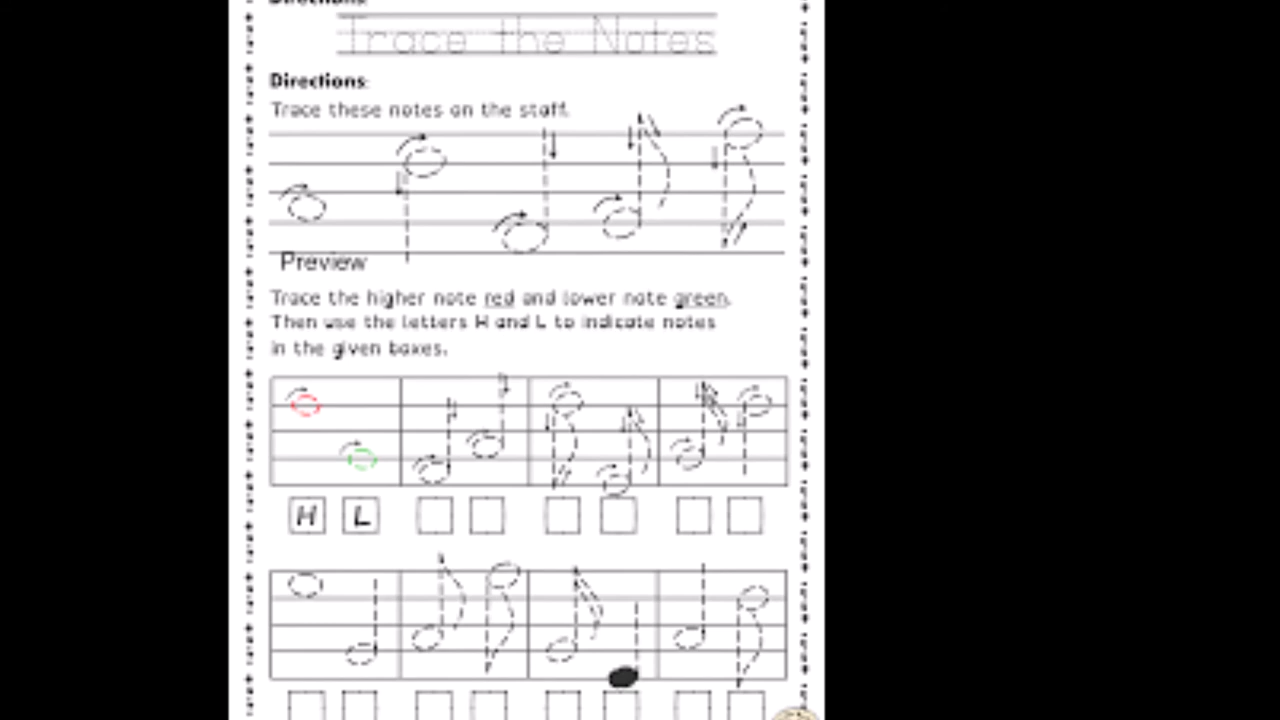 Directions:
Trace the Notes
Directions:
Trace these notes on the staff.
Preview
Trace the higher note red and lower note green.
Then use the letters H and L to indicate notes
in the given boxes.
H L